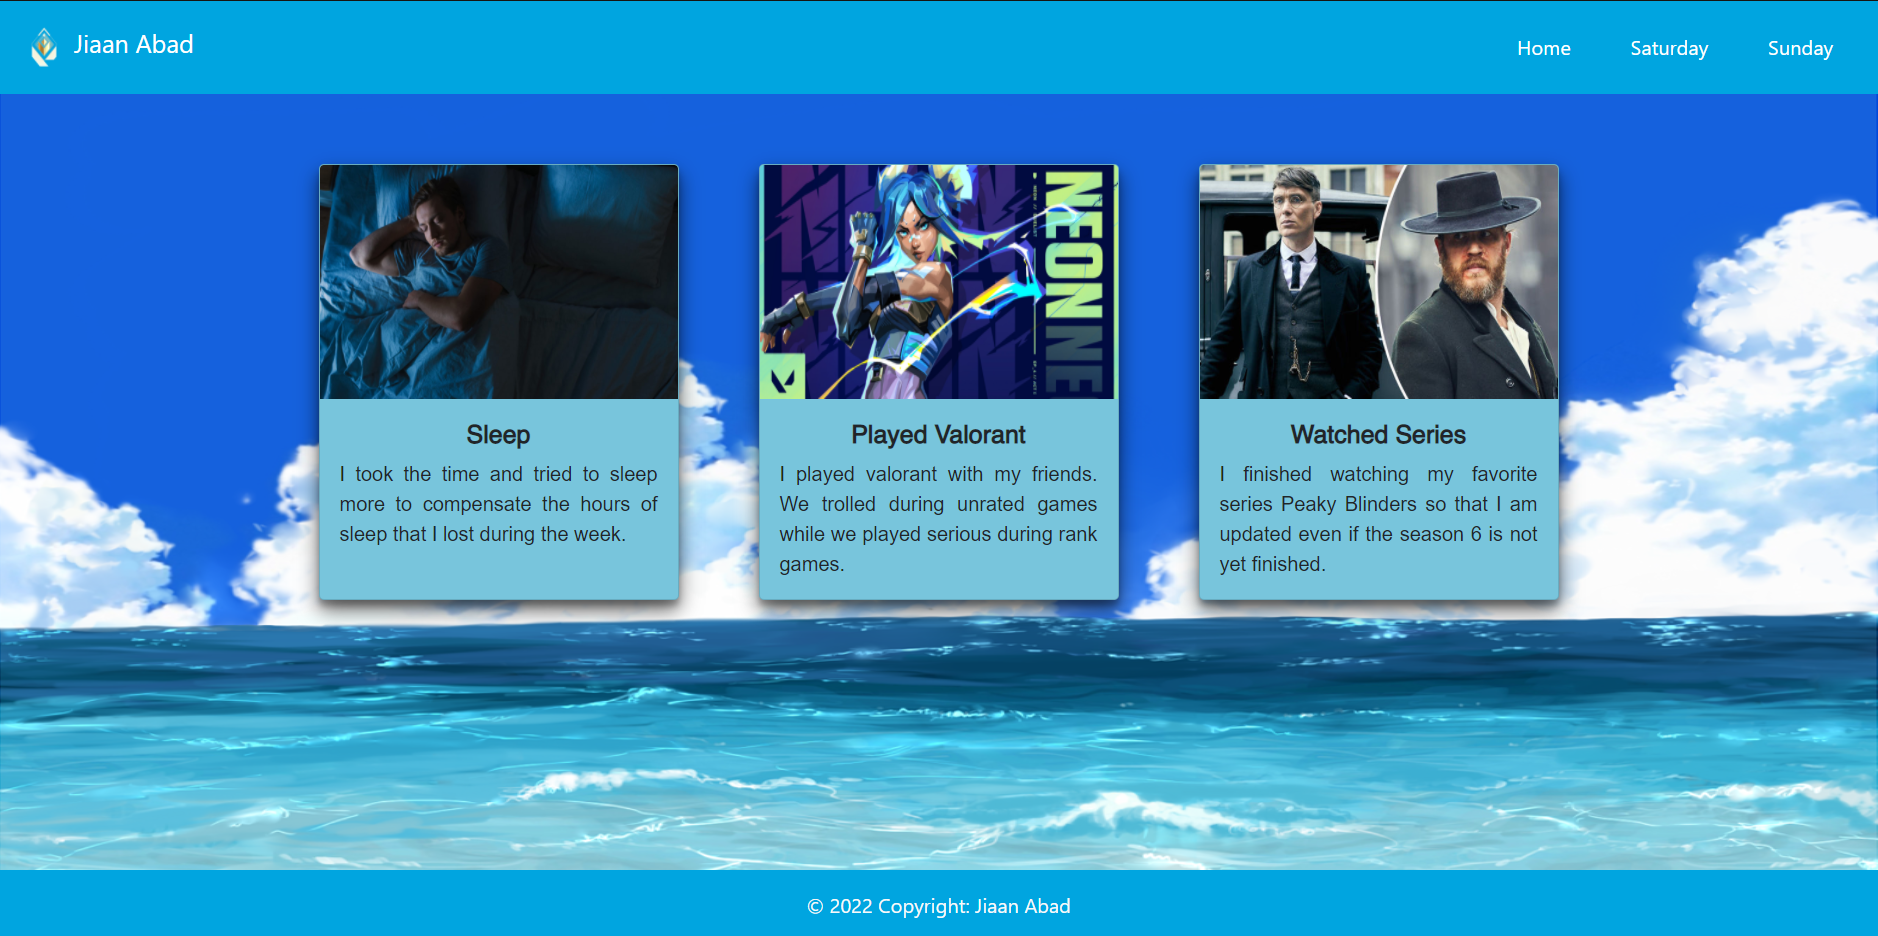 Jiaan Abad
Home Saturday Sunday
NEON
NE
Sleep
I took the time and tried to sleep
more to compensate the hours of
sleep that I lost during the week.
Played Valorant
I played valorant with my friends.
We trolled during unrated games
while we played serious during rank
games.
Watched Series
I finished watching my favorite
series Peaky Blinders so that I am
updated even if the season 6 is not
yet finished.
© 2022 Copyright: Jiaan Abad